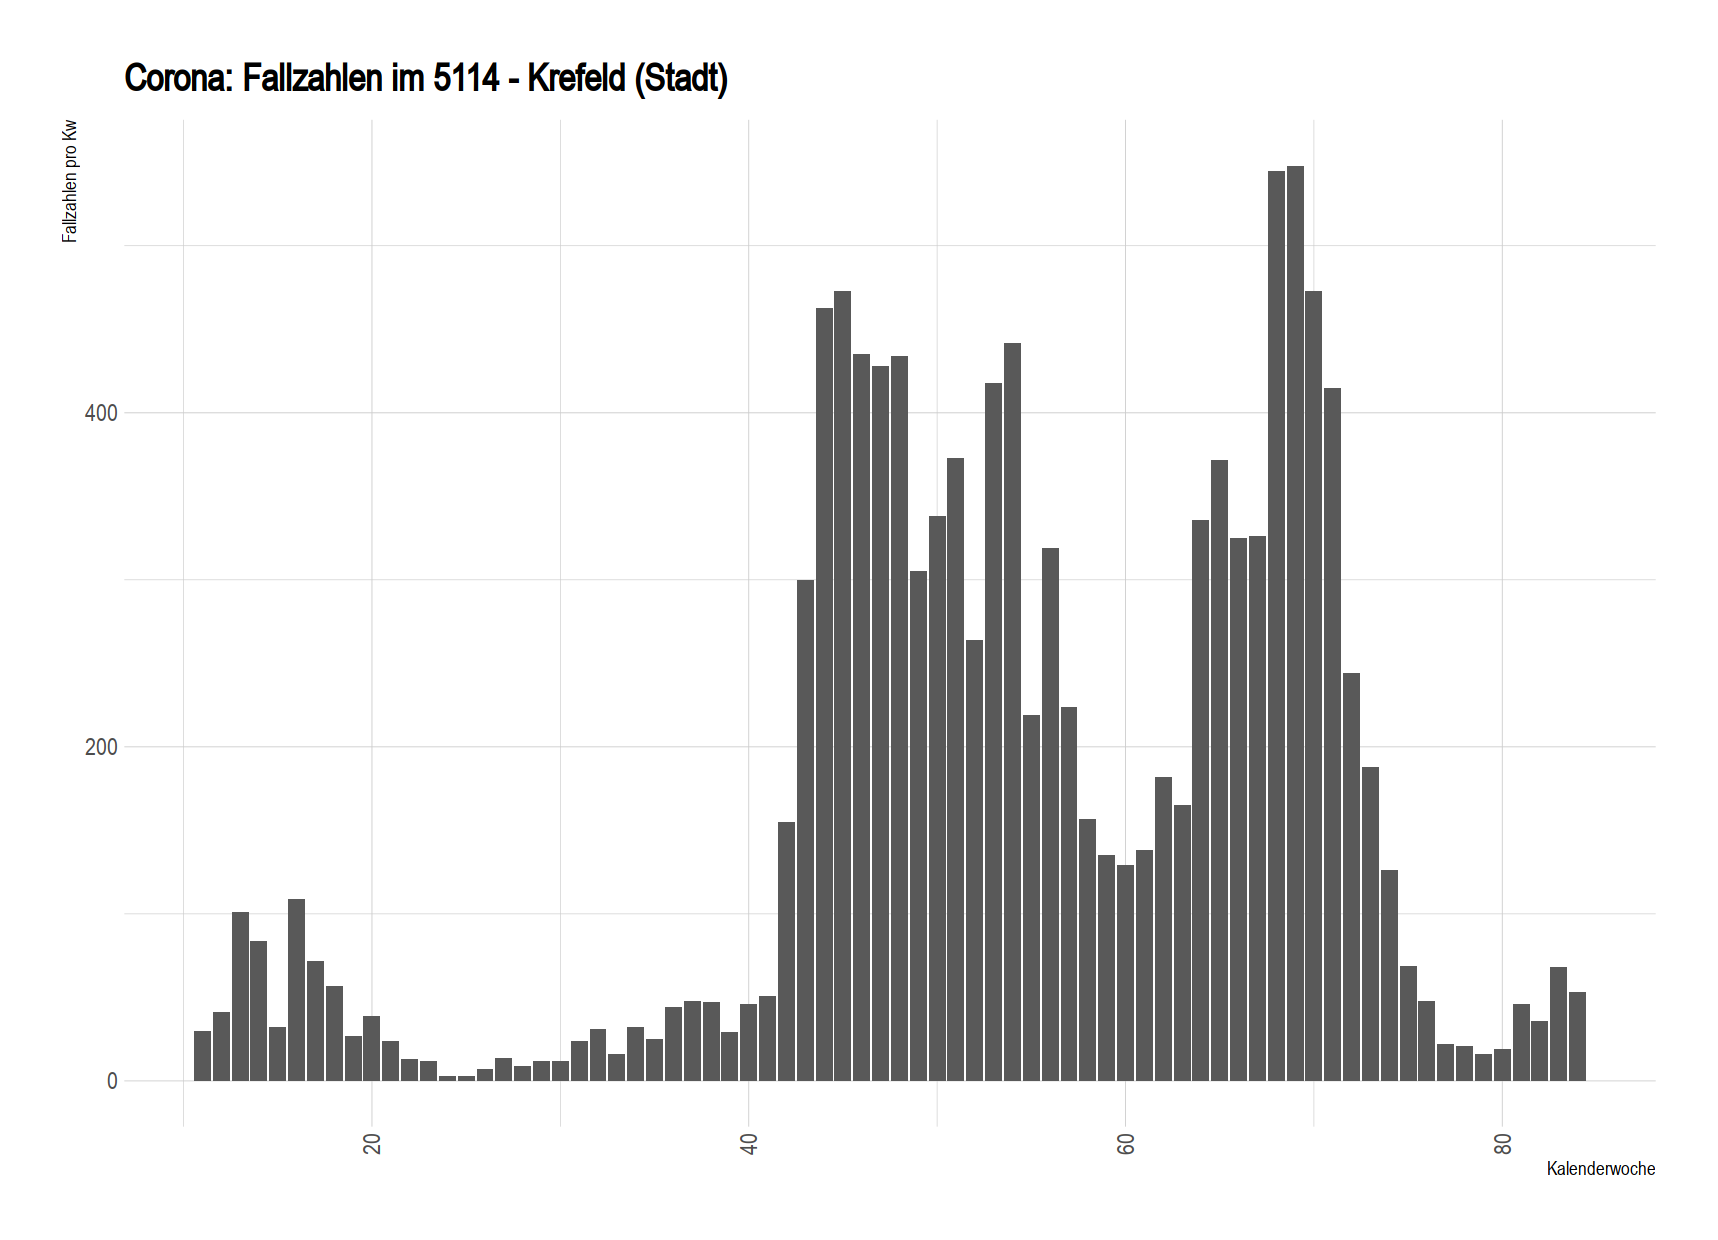 Corona: Fallzahlen im 5114 - Krefeld (Stadt)
Fallzahlen pro Kw
400
200
0
20
40
60
80
Kalenderwoche